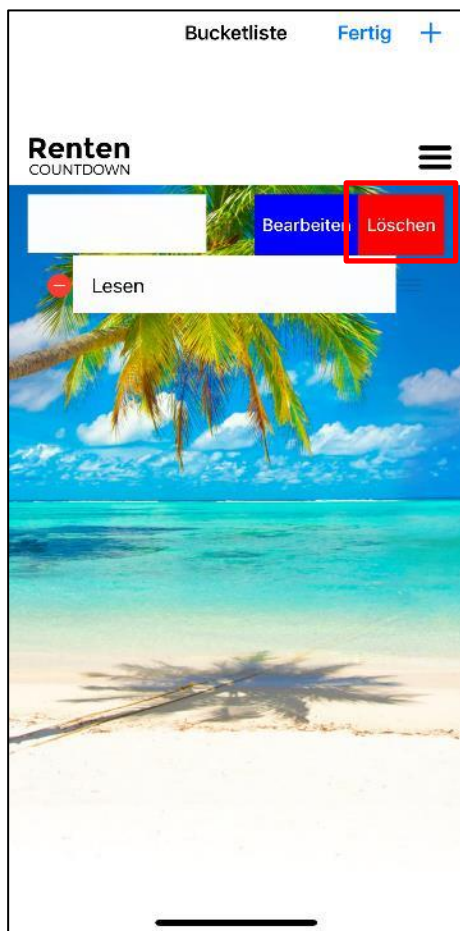 Bucketliste Fertig +
Renten
COUNTDOWN
Bearbeiten Löschen
Lesen